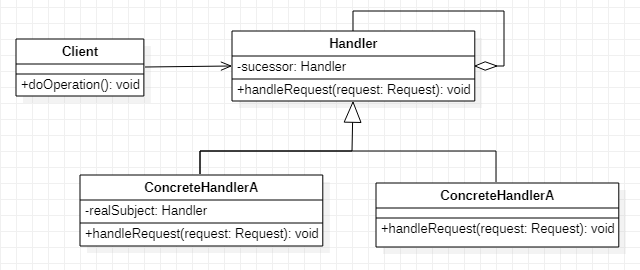 Client
+doOperation(): void
Handler
-sucessor: Handler
+handleRequest(request: Request): void
ConcreteHandlerA
-realSubject: Handler
+handleRequest(request: Request): void
ConcreteHandlerA
+handleRequest(request: Request): void